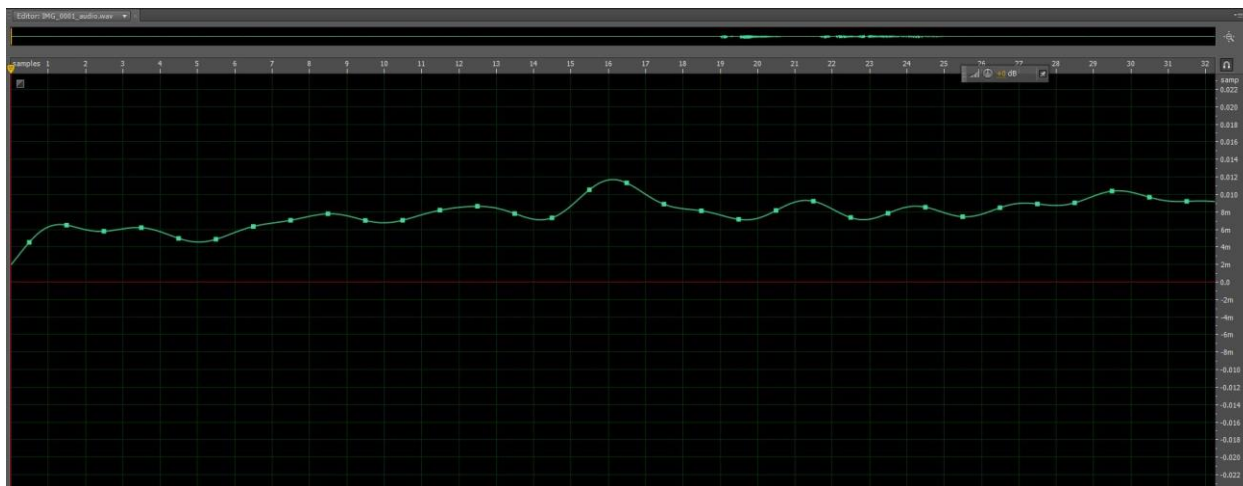 Editor: IMG_0081_audio.wav
samples 1 2 3 4 5 6 7 8 9 10 11 12 13 14 15 16 17 18 19 20 21 22 23 24 25 26 27 28 29 30 31 32
+0 dB
samp
0.022
0.020
0.018
0.016
0.014
0.012
0.010
8m
6m
4m
2m
0.0
-2m
-4m
-6m
-8m
-0.010
-0.012
-0.014
-0.016
-0.018
-0.020
-0.022